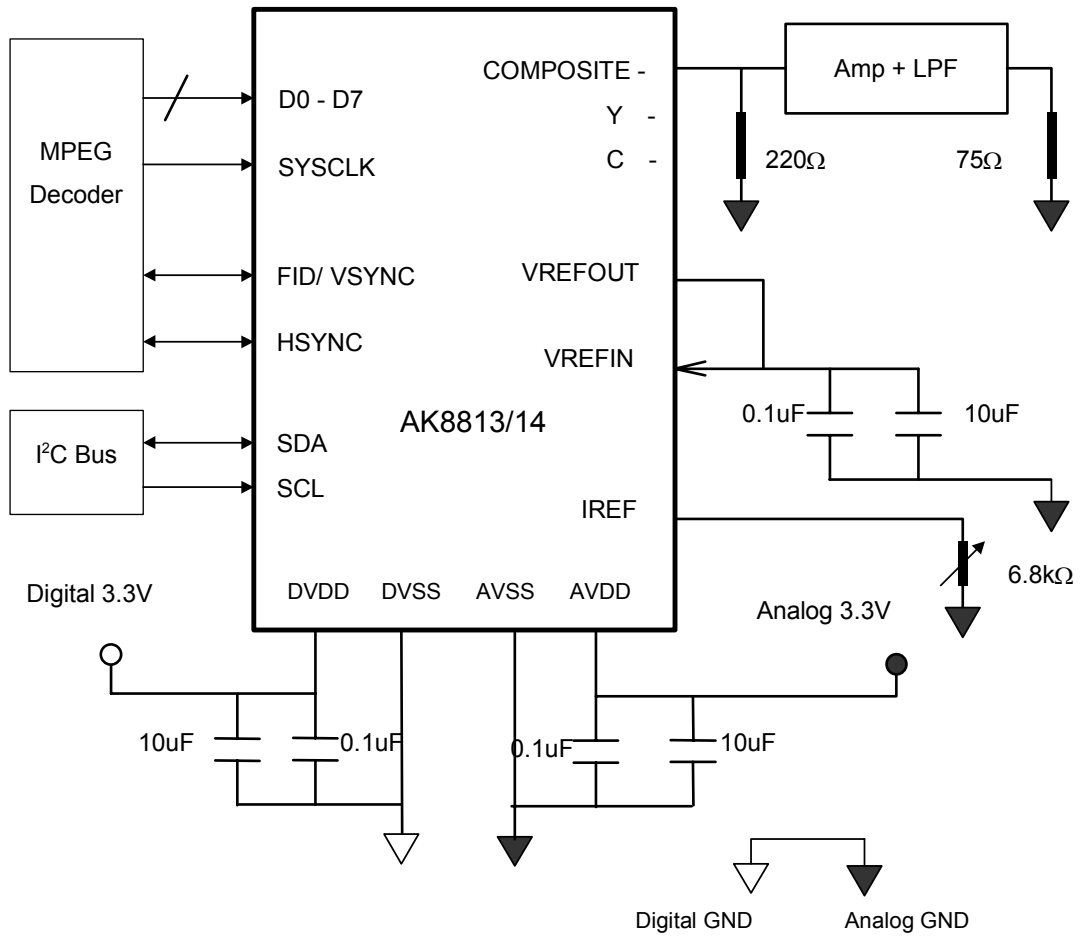 COMPOSITE -
Amp + LPF
D0 - D7
Y -
MPEG
Decoder
C -
220Ω
75Ω
SYSCLK
FID/ VSYNC
VREFOUT
HSYNC
VREFIN
0.1uF
10uF
AK8813/14
I²C Bus
SDA
SCL
IREF
6.8kΩ
Digital 3.3V
DVDD
DVSS
AVSS
AVDD
Analog 3.3V
10uF
0.1uF
0.1uF
10uF
Digital GND
Analog GND